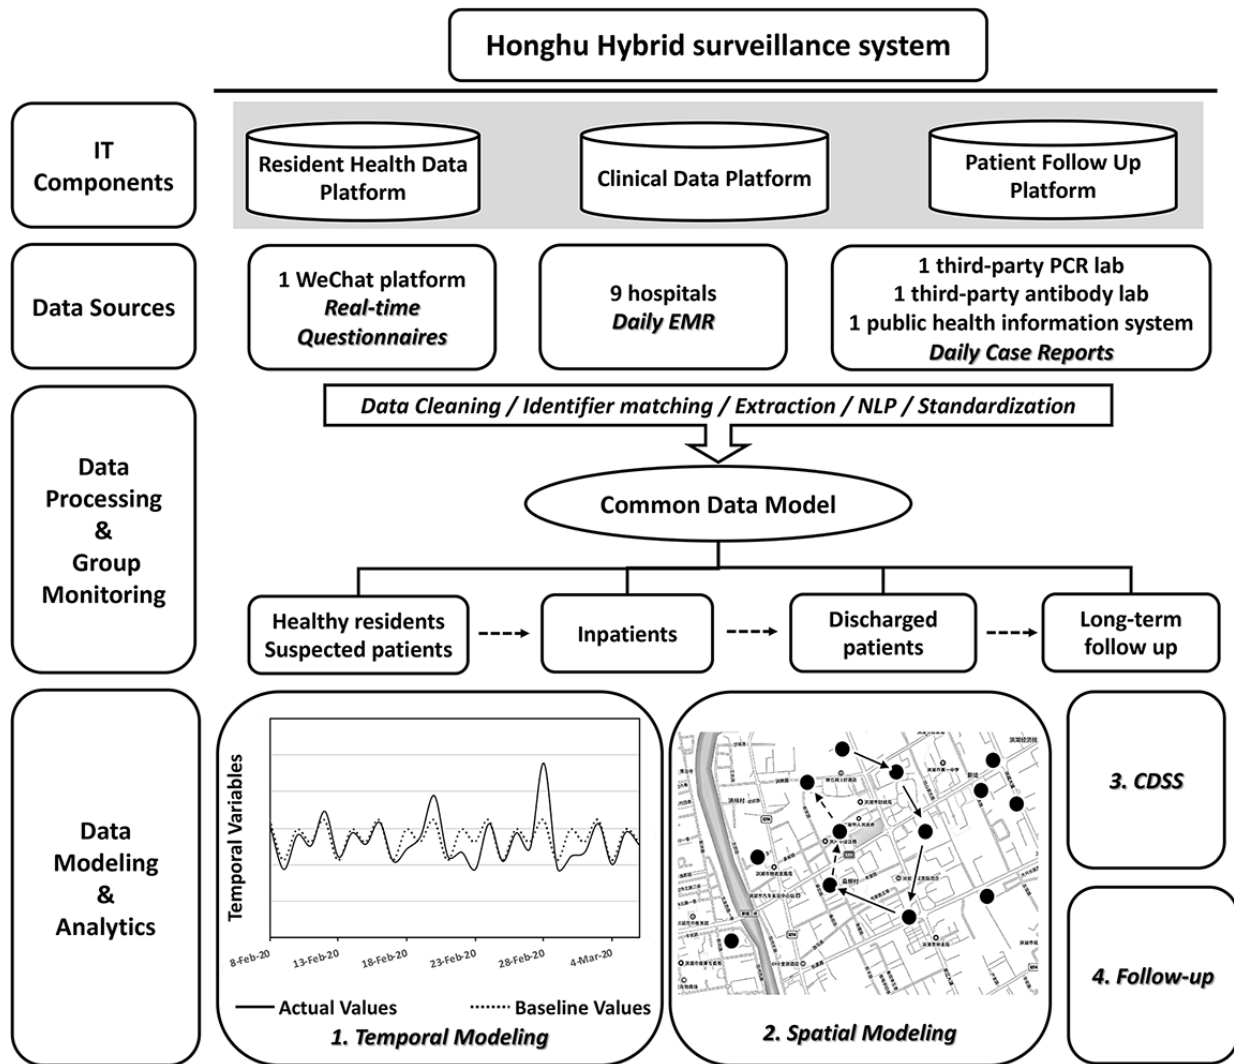 Honghu Hybrid surveillance system
IT
Components
Resident Health Data
Platform
Clinical Data Platform
Patient Follow Up
Platform
Data Sources
1 WeChat platform
Real-time
Questionnaires
9 hospitals
Daily EMR
1 third-party PCR lab
1 third-party antibody lab
1 public health information system
Daily Case Reports
Data
Processing
&
Group
Monitoring
Data Cleaning / Identifier matching / Extraction / NLP / Standardization
Common Data Model
Healthy residents
Suspected patients
Inpatients
Discharged
patients
Long-term
follow up
Data
Modeling
&
Analytics
Temporal Variables
8-Feb-20
13-Feb-20
18-Feb-20
23-Feb-20
28-Feb-20
4-Mar-20
Actual Values
Baseline Values
1. Temporal Modeling
2. Spatial Modeling
3. CDSS
4. Follow-up